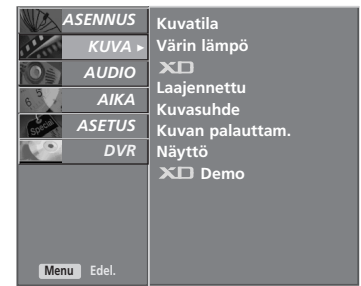 ASENNUS
KUVA ▸
AUDIO
AIKA
ASETUS
DVR
Kuvatila
Värin lämpö
XD
Laajennettu
Kuvasuhde
Kuvan palauttam.
Näyttö
XD Demo
Menu Edel.